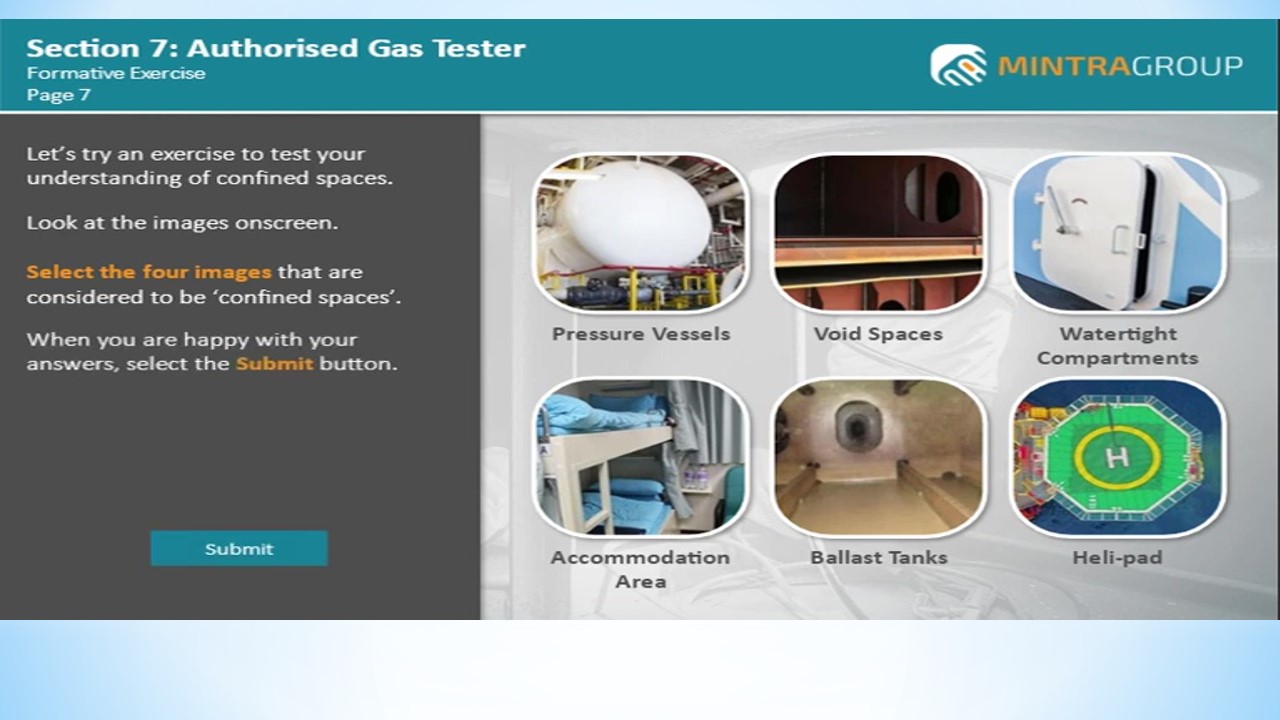 Section 7: Authorised Gas Tester
Formative Exercise
Page 7
MINTRAGROUP
Let's try an exercise to test your
understanding of confined spaces.
Look at the images onscreen.
Select the four images that are
considered to be ‘confined spaces’.
When you are happy with your
answers, select the Submit button.
Submit
Pressure Vessels
Void Spaces
Watertight
Compartments
A
H
Accommodation
Area
Ballast Tanks
Heli-pad